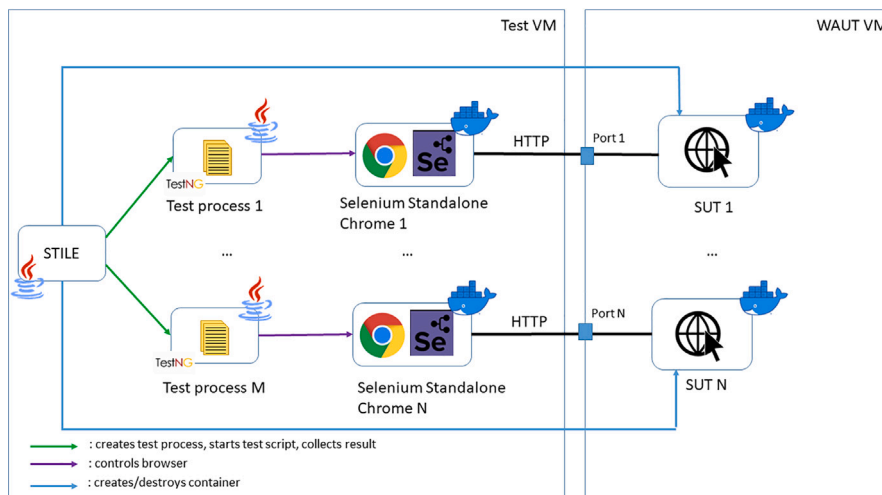 Test VM
WAUT VM
HTTP
Port 1
TestNG
Se
Test process 1
Selenium Standalone
Chrome 1
SUT 1
STILE
...
...
...
HTTP
Port N
TestNG
Se
Test process M
Selenium Standalone
Chrome N
SUT N
: creates test process, starts test script, collects result
: controls browser
: creates/destroys container